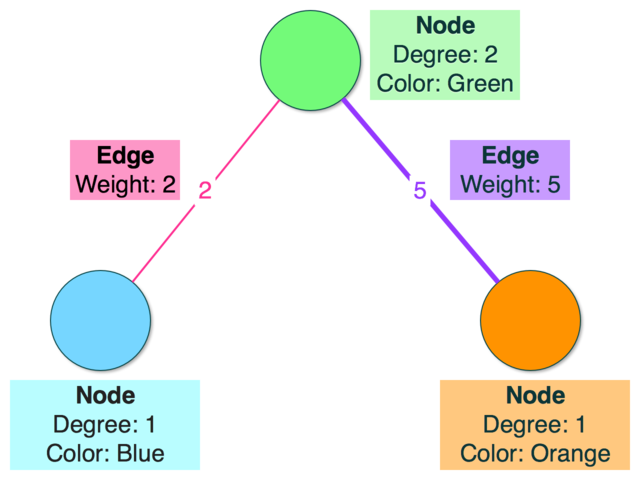 Node
Degree: 2
Color: Green
Edge
Weight: 2
2
5
Edge
Weight: 5
Node
Degree: 1
Color: Blue
Node
Degree: 1
Color: Orange